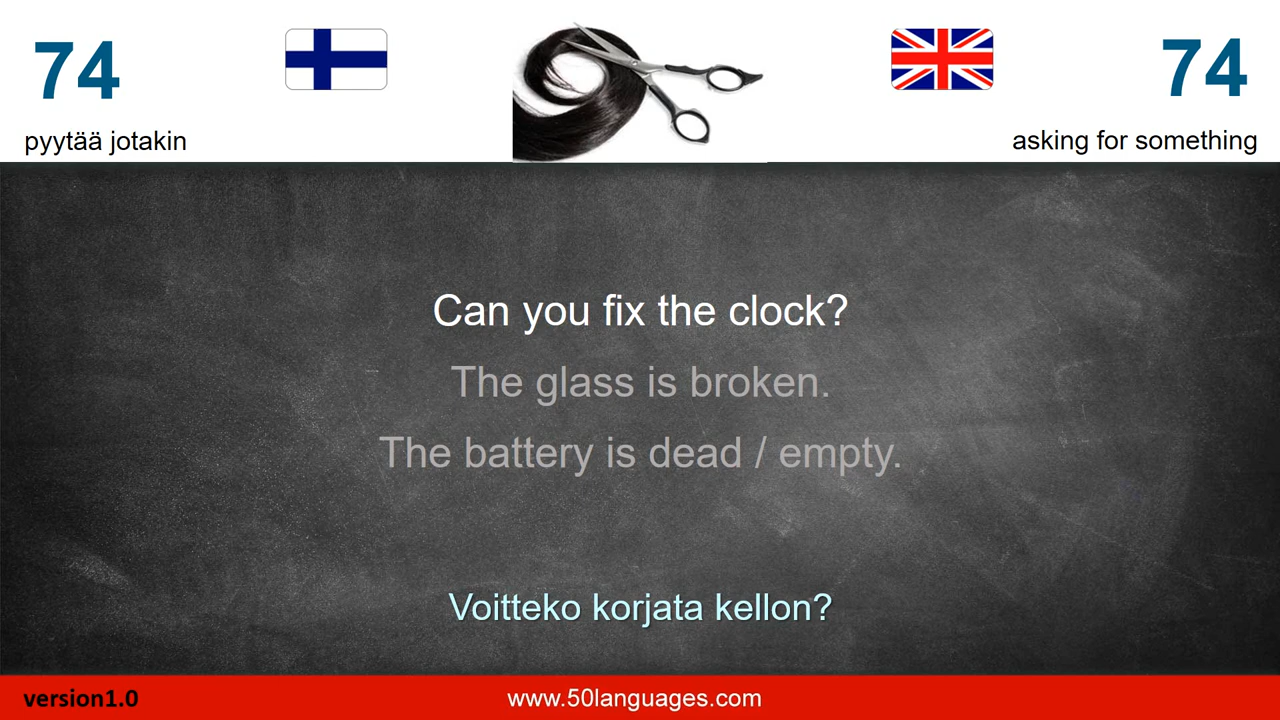 74
74
pyytää jotakin
asking for something
Can you fix the clock?
The glass is broken.
The battery is dead / empty.
Voitteko korjata kellon?
version1.0
www.50languages.com